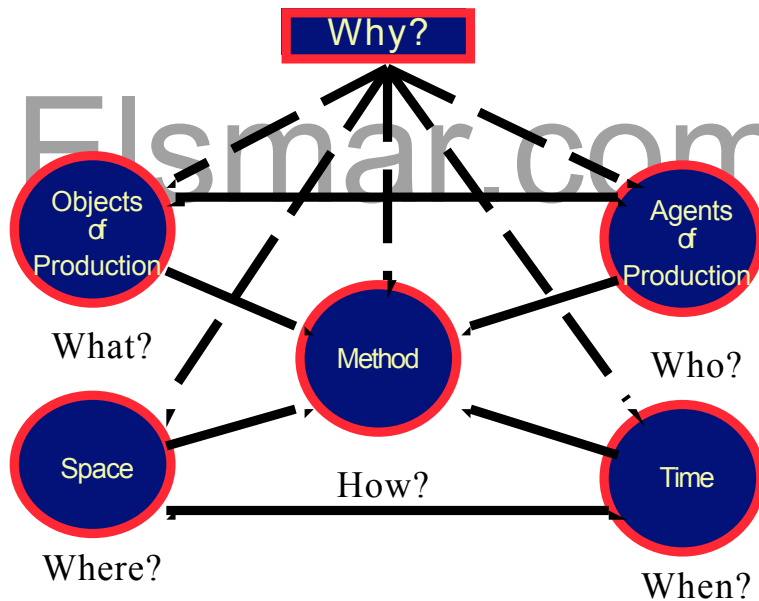 Why?
Elsmar.com
Objects
of
Production
Agents
of
Production
What?
Method
Who?
Space
How?
Time
Where?
When?